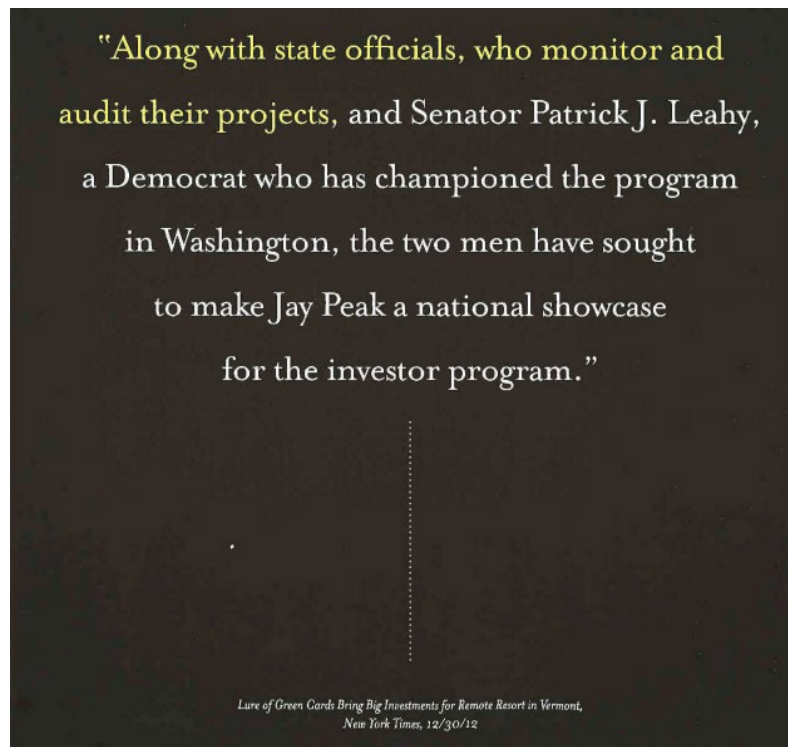 "Along with state officials, who monitor and
audit their projects, and Senator Patrick J. Leahy,
a Democrat who has championed the program
in Washington, the two men have sought
to make Jay Peak a national showcase
for the investor program."
Lure of Green Cards Bring Big Investments for Remote Resort in Vermont,
New York Times, 12/30/12